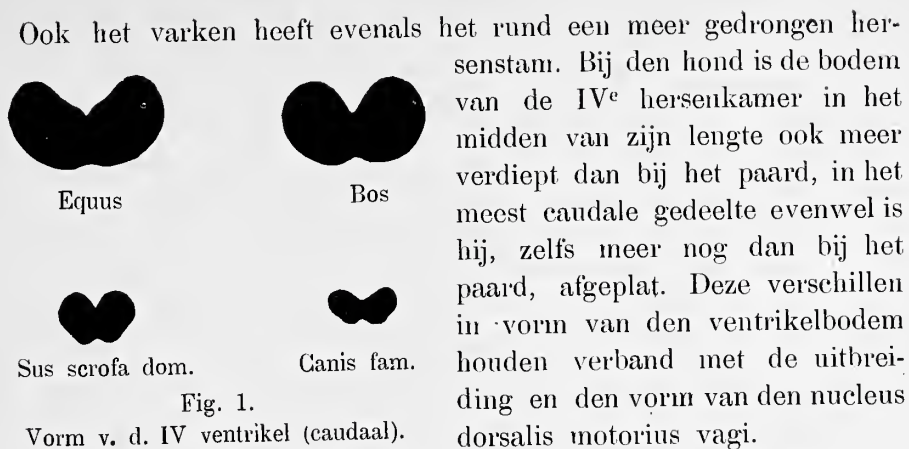 Ook het varken heeft evenals het rund een meer gedrongen her-
senstam. Bij den hond is de bodem
van de IVe hersenkamer in het
midden van zijn lengte ook meer
verdiept dan bij het paard, in het
meest caudale gedeelte evenwel is
hij, zelfs meer nog dan bij het
paard, afgeplat. Deze verschillen
in vorm van den ventrikelbodem
houden verband met de uitbrei-
ding en den vorm van den nucleus
dorsalis motorius vagi.
Equus
Bos
Sus scrofa dom.
Canis fam.
Fig. 1.
Vorm v. d. IV ventrikel (caudaal).